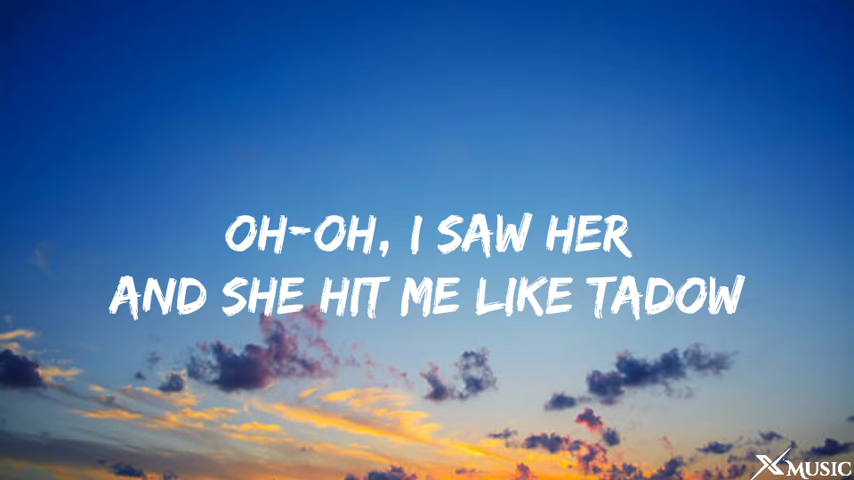 OH-OH, I SAW HER
AND SHE HIT ME LIKE TADOW
XMUSIC